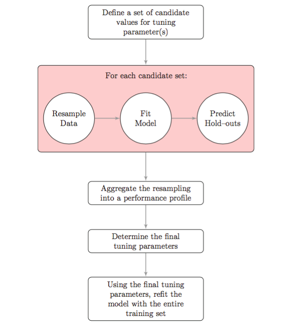 Define a set of candidate
values for tuning
parameter(s)
For each candidate set:
Resample
Data
Fit
Model
Predict
Hold–outs
Aggregate the resampling
into a performance profile
Determine the final
tuning parameters
Using the final tuning
parameters, refit the
model with the entire
training set